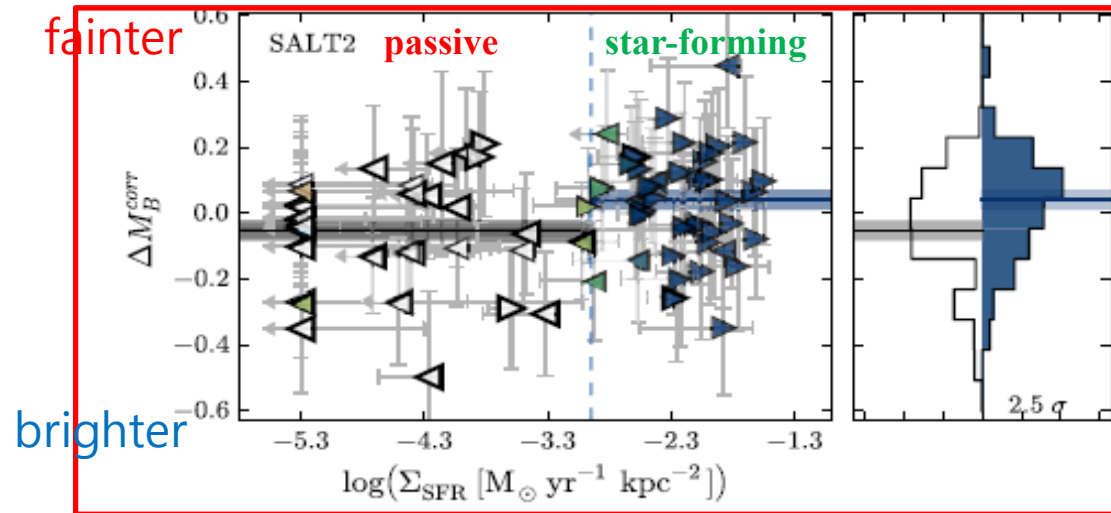 fainter
SALT2 passive star-forming
0.6
0.4
0.2
0.0
−0.2
−0.4
−0.6
ΔM_B^{corr}
brighter
2.5 σ
−5.3 −4.3 −3.3 −2.3 −1.3
log(Σ_SFR [M_⊙ yr⁻¹ kpc⁻²])